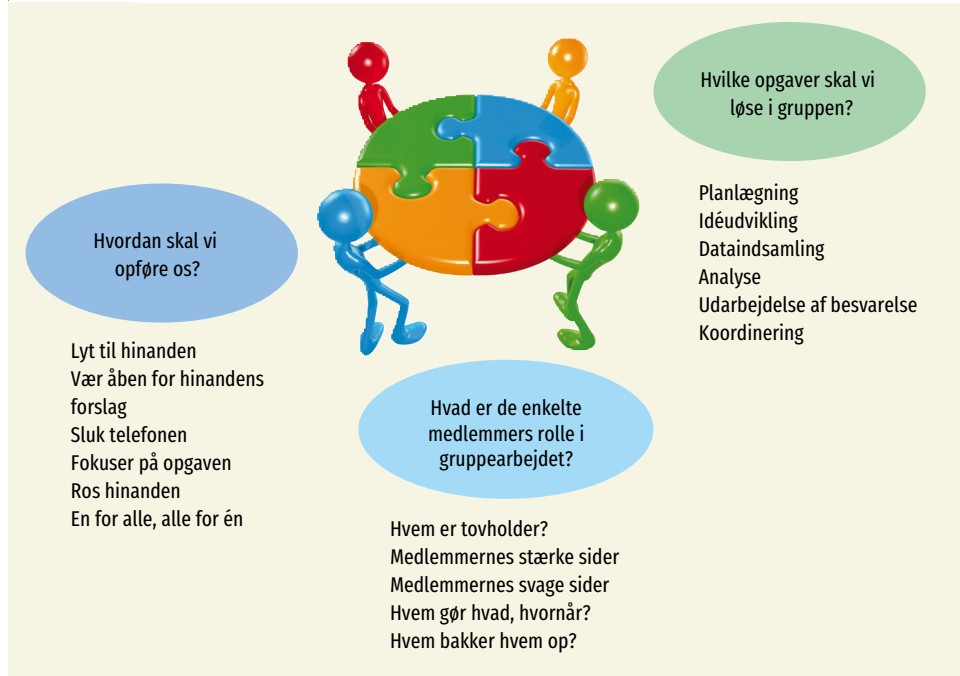 Hvordan skal vi
opføre os?
Lyt til hinanden
Vær åben for hinandens
forslag
Sluk telefonen
Fokuser på opgaven
Ros hinanden
En for alle, alle for én
Hvad er de enkelte
medlemmers rolle i
gruppearbejdet?
Hvem er tovholder?
Medlemmernes stærke sider
Medlemmernes svage sider
Hvem gør hvad, hvornår?
Hvem bakker hvem op?
Hvilke opgaver skal vi
løse i gruppen?
Planlægning
Idéudvikling
Dataindsamling
Analyse
Udarbejdelse af besvarelse
Koordinering